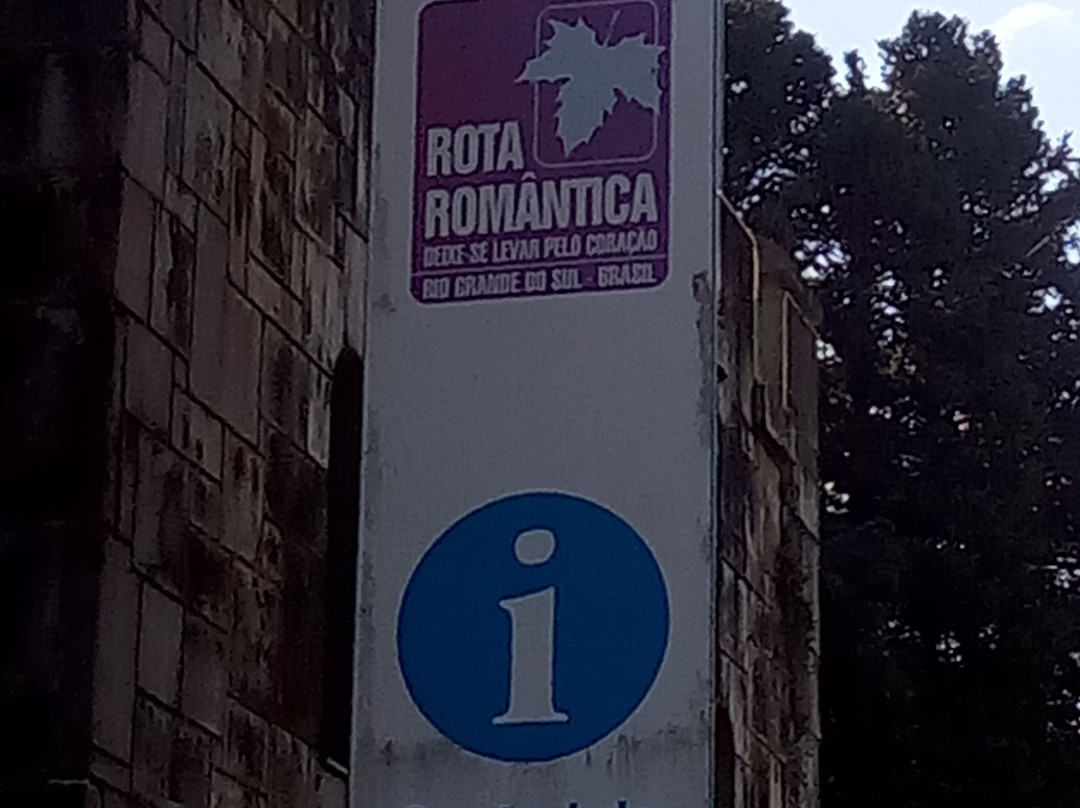 ROTA
ROMÂNTICA
DEIXE-SE LEVAR PELO CORAÇÃO
RIO GRANDE DO SUL - BRASIL
i